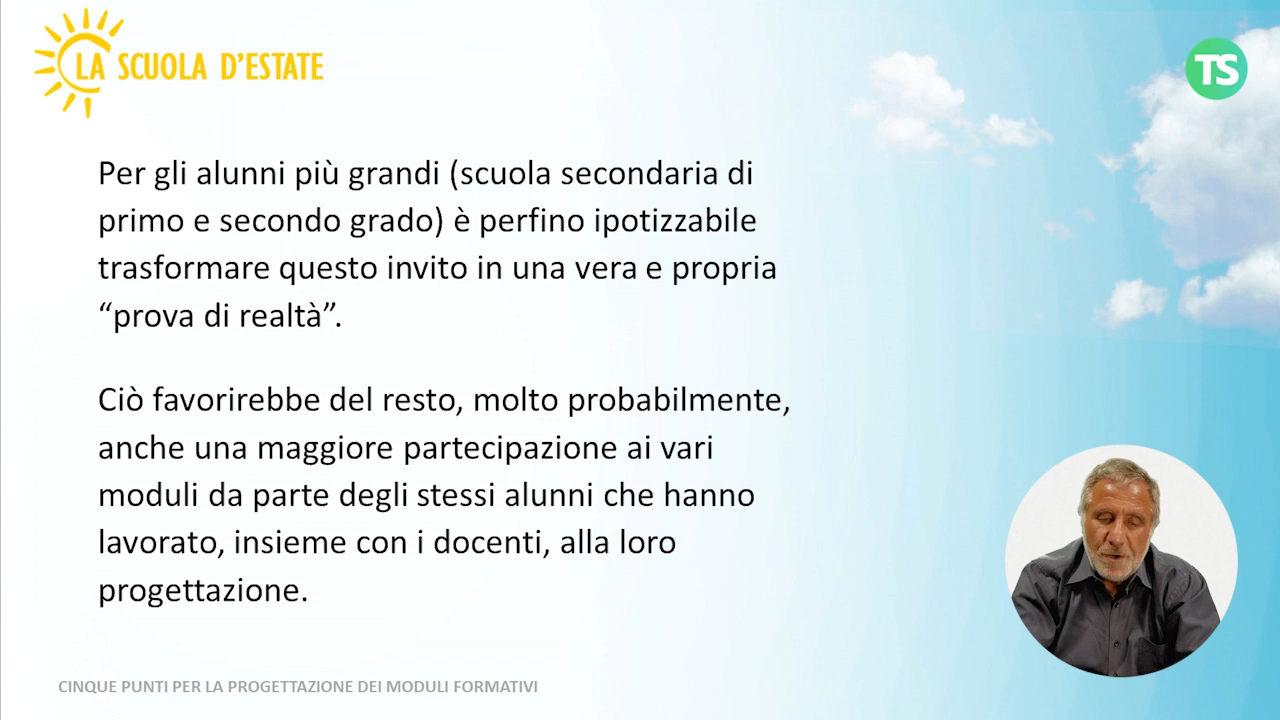 LA SCUOLA D'ESTATE
TS
Per gli alunni più grandi (scuola secondaria di
primo e secondo grado) è perfino ipotizzabile
trasformare questo invito in una vera e propria
“prova di realtà”.
Ciò favorirebbe del resto, molto probabilmente,
anche una maggiore partecipazione ai vari
moduli da parte degli stessi alunni che hanno
lavorato, insieme con i docenti, alla loro
progettazione.
CINQUE PUNTI PER LA PROGETTAZIONE DEI MODULI FORMATIVI